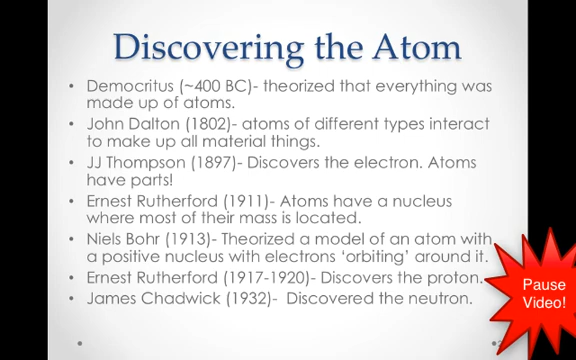 Discovering the Atom
• Democritus (~400 BC)- theorized that everything was
made up of atoms.
• John Dalton (1802)- atoms of different types interact
to make up all material things.
• JJ Thompson (1897)- Discovers the electron. Atoms
have parts!
• Ernest Rutherford (1911)- Atoms have a nucleus
where most of their mass is located.
• Niels Bohr (1913)- Theorized a model of an atom with
a positive nucleus with electrons ‘orbiting’ around it.
• Ernest Rutherford (1917-1920)- Discovers the proton.
• James Chadwick (1932)- Discovered the neutron.
Pause
Video!